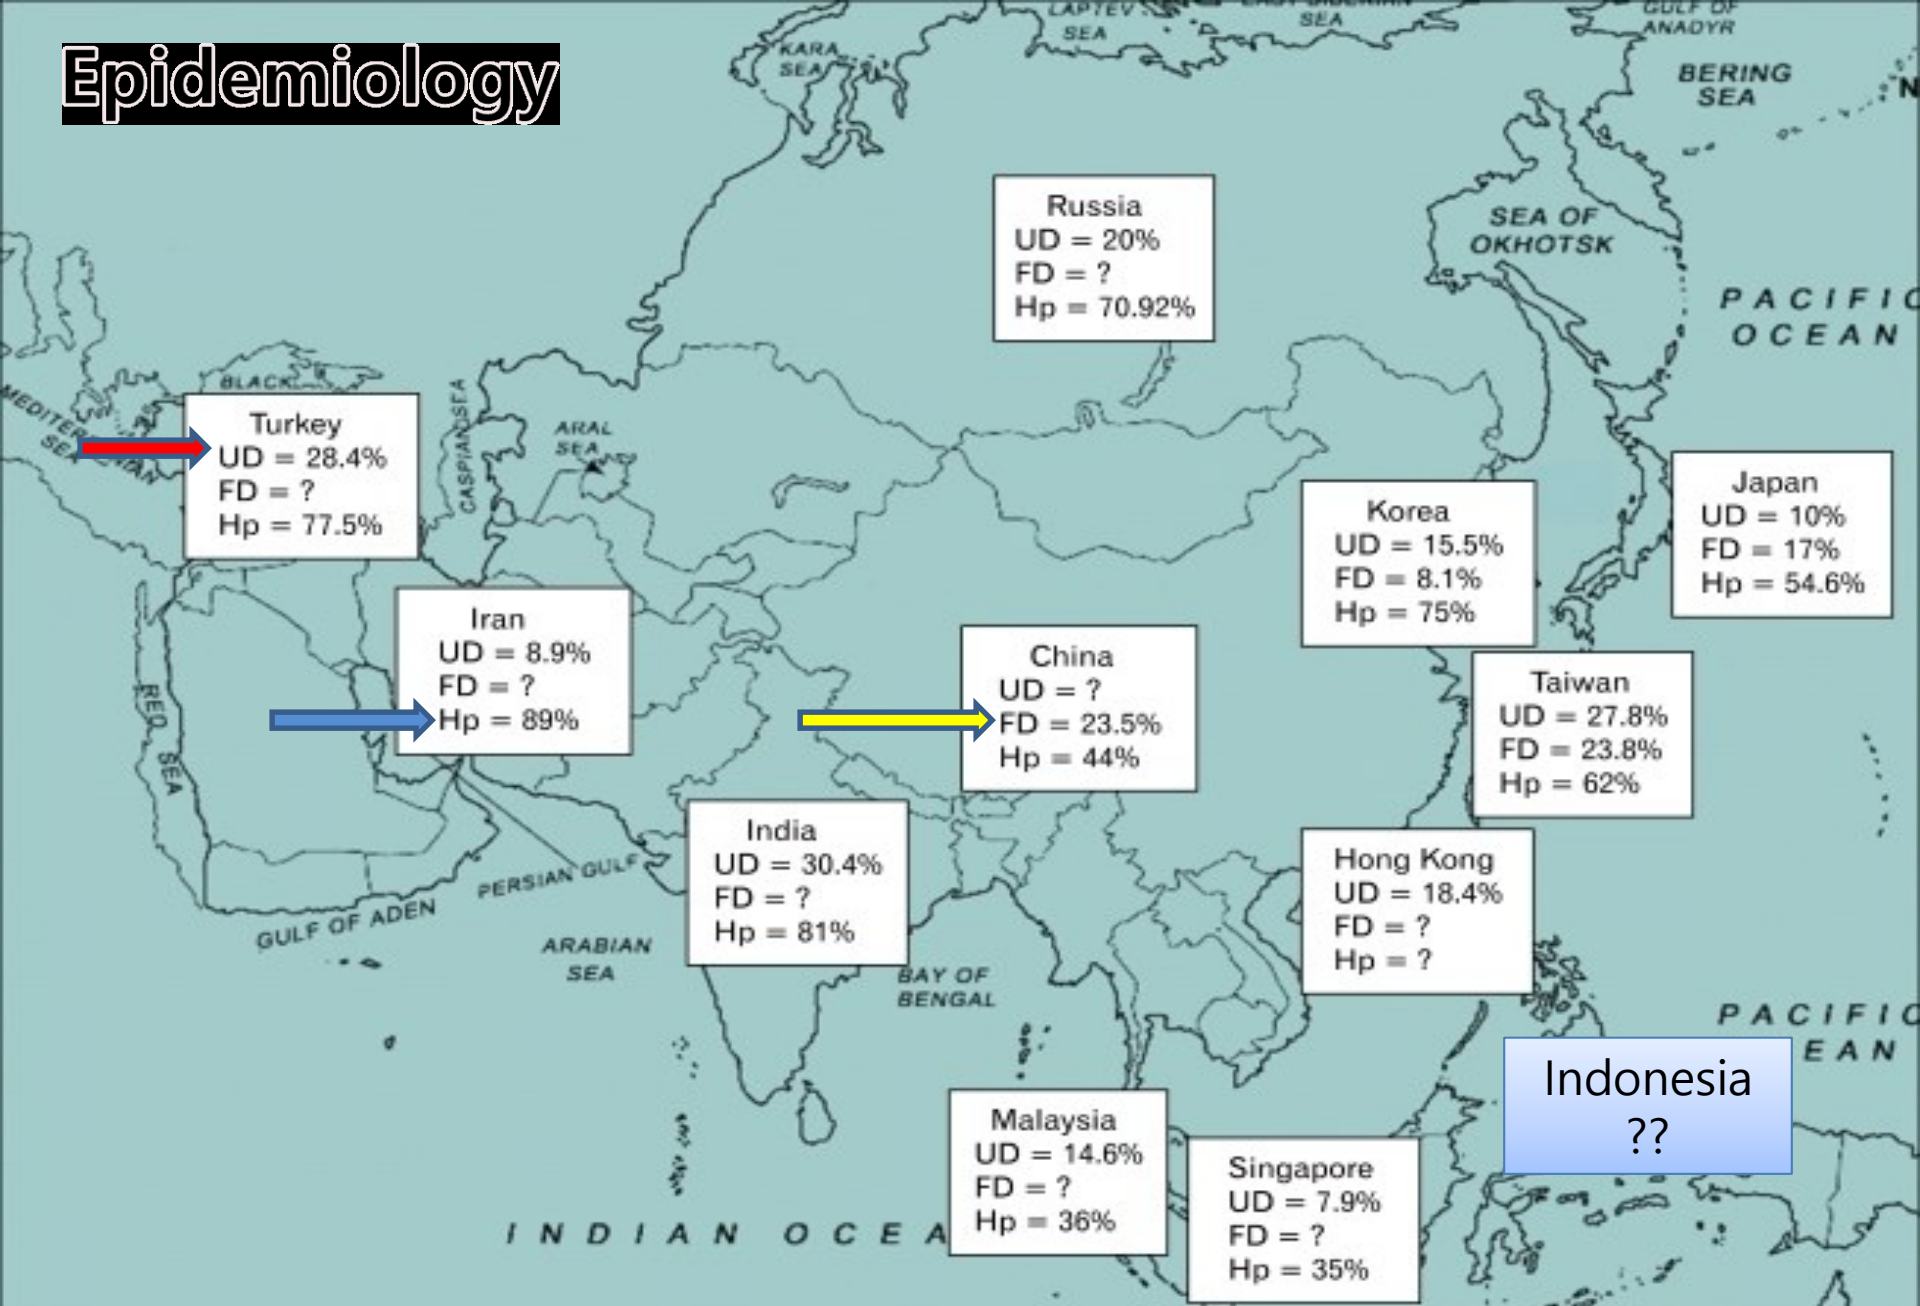 Epidemiology
KARA
SEA
LAPTEV
SEA
SEA
GULF OF
ANADYR
BERING
SEA
N
Russia
UD = 20%
FD = ?
Hp = 70.92%
SEA OF
OKHOTSK
PACIFIC
OCEAN
BLACK
Turkey
UD = 28.4%
FD = ?
Hp = 77.5%
CASPIAN SEA
ARAL
SEA
Korea
UD = 15.5%
FD = 8.1%
Hp = 75%
Japan
UD = 10%
FD = 17%
Hp = 54.6%
Iran
UD = 8.9%
FD = ?
Hp = 89%
China
UD = ?
FD = 23.5%
Hp = 44%
Taiwan
UD = 27.8%
FD = 23.8%
Hp = 62%
RED SEA
India
UD = 30.4%
FD = ?
Hp = 81%
Hong Kong
UD = 18.4%
FD = ?
Hp = ?
PERSIAN GULF
GULF OF ADEN
ARABIAN
SEA
BAY OF
BENGAL
PACIFIC
EAN
Indonesia
??
Malaysia
UD = 14.6%
FD = ?
Hp = 36%
Singapore
UD = 7.9%
FD = ?
Hp = 35%
INDIAN OCEA